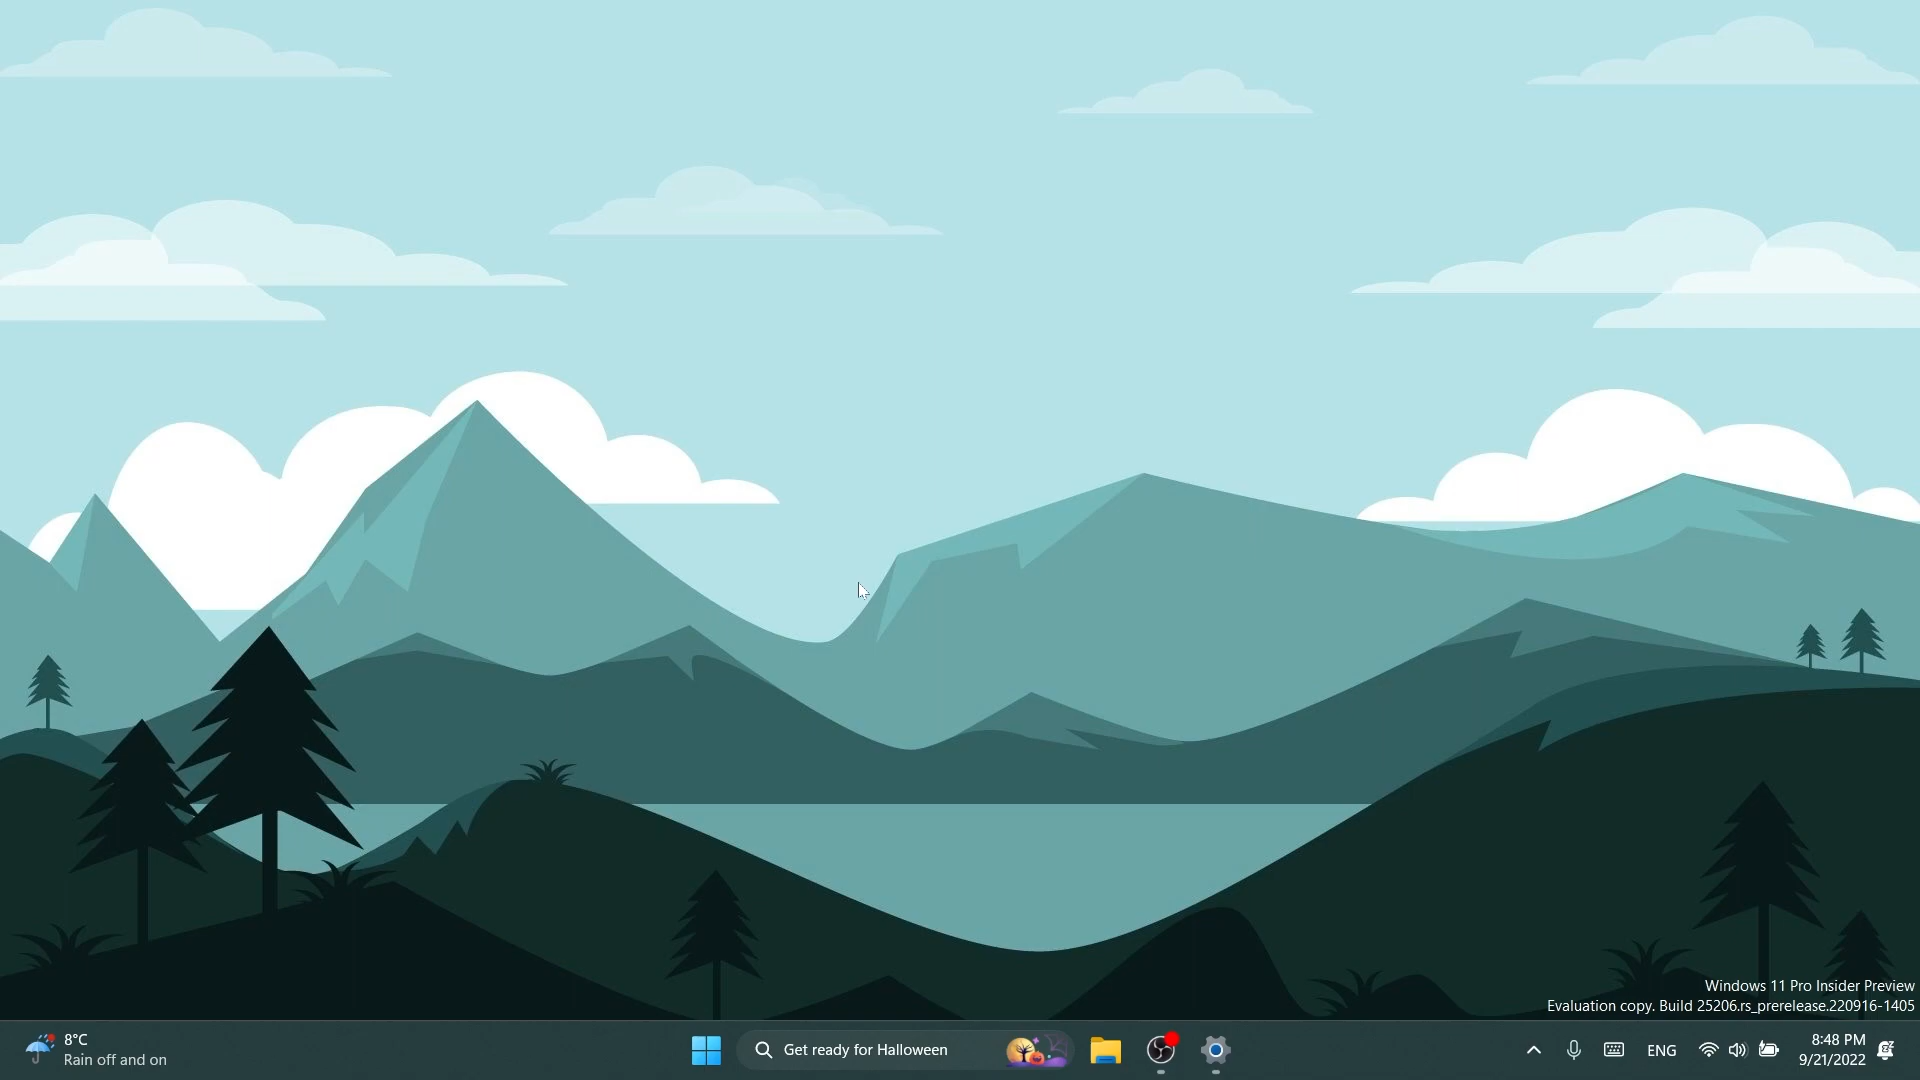 Windows 11 Pro Insider Preview
Evaluation copy. Build 25206.rs_prerelease.220916-1405
8°C
Rain off and on
Get ready for Halloween
ENG
8:48 PM
9/21/2022